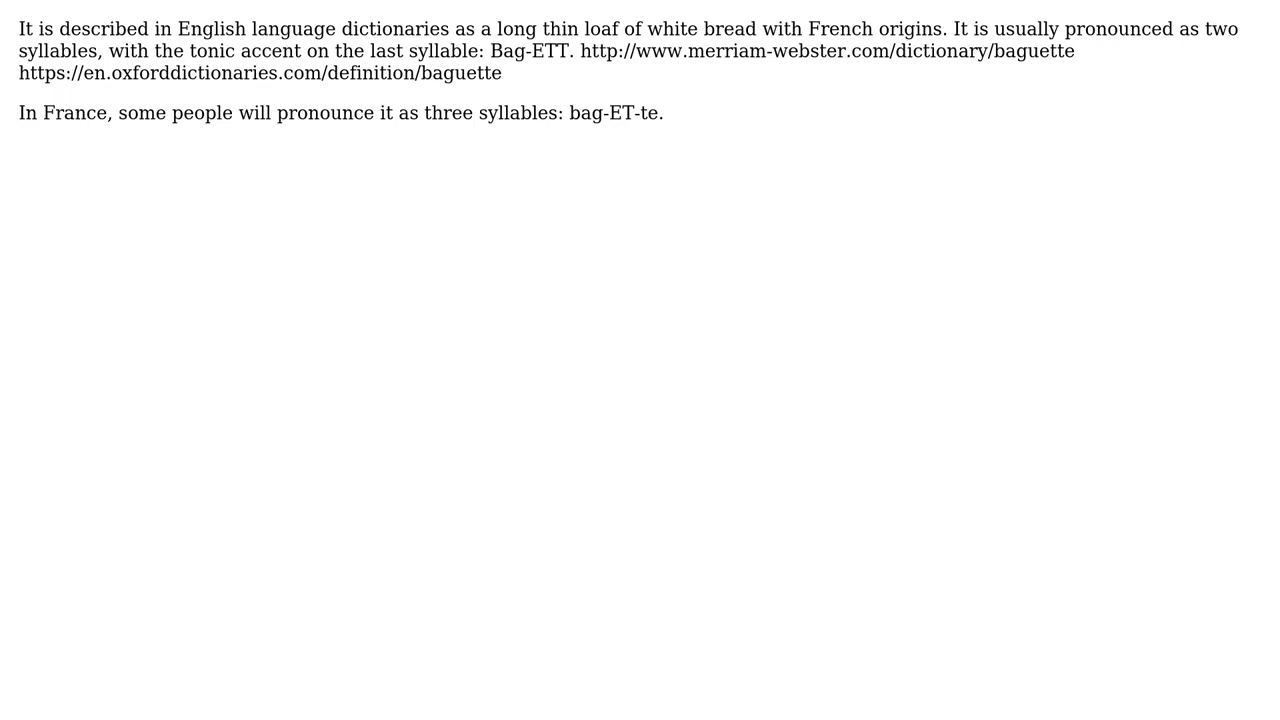 It is described in English language dictionaries as a long thin loaf of white bread with French origins. It is usually pronounced as two
syllables, with the tonic accent on the last syllable: Bag-ETT. http://www.merriam-webster.com/dictionary/baguette
https://en.oxforddictionaries.com/definition/baguette
In France, some people will pronounce it as three syllables: bag-ET-te.